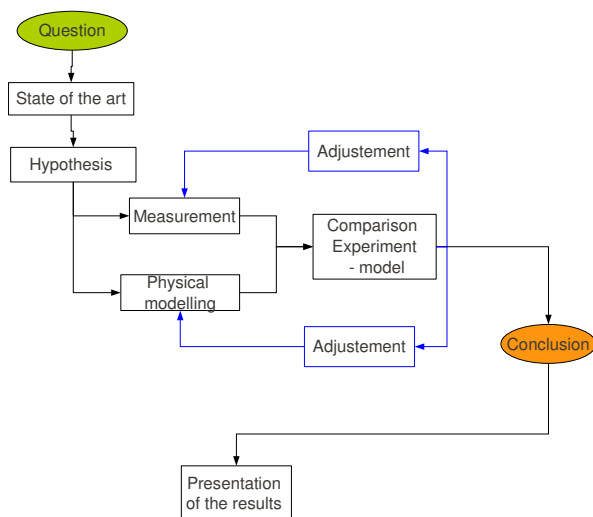 Question
State of the art
Hypothesis
Adjustement
Measurement
Comparison
Experiment
- model
Physical
modelling
Adjustement
Conclusion
Presentation
of the results